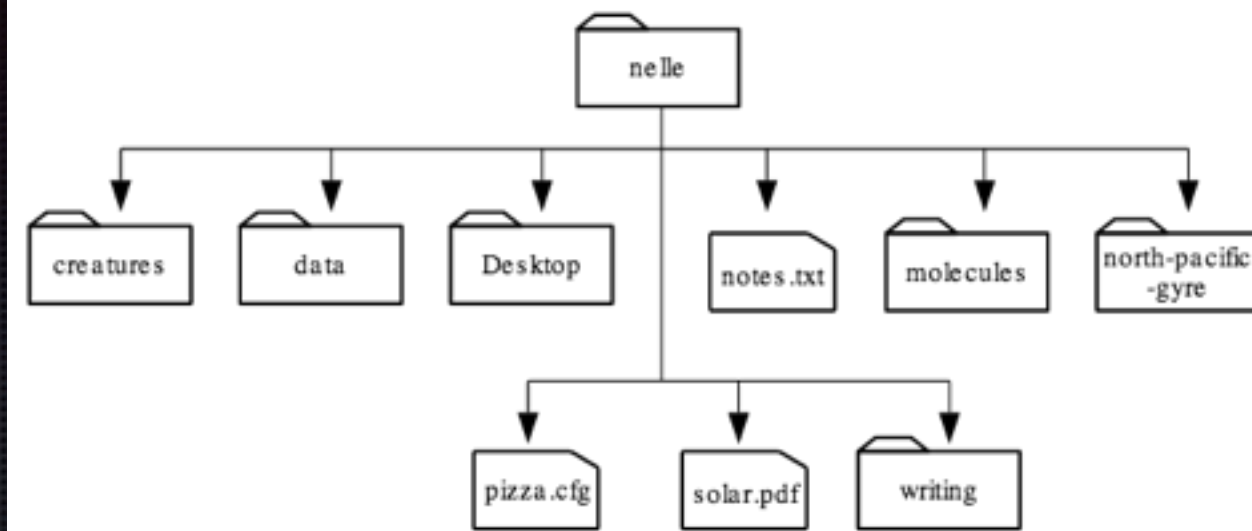 nelle
creatures
data
Desktop
notes.txt
molecules
north-pacific
-gyre
pizza.cfg
solar.pdf
writing